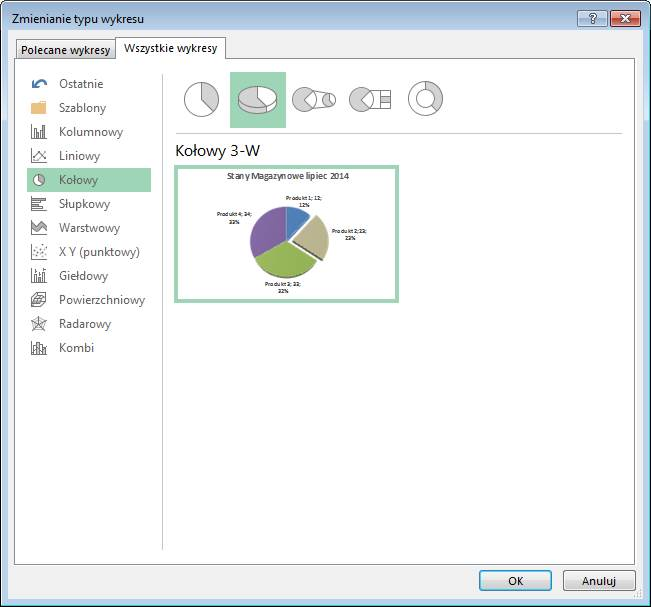 Zmienianie typu wykresu
?
Polecane wykresy
Wszystkie wykresy
Ostatnie
Szablony
Kolumnowy
Liniowy
Kołowy
Słupkowy
Warstwowy
X Y (punktowy)
Giełdowy
Powierzchniowy
Radarowy
Kombi
Kołowy 3-W
Stany Magazynowe lipiec 2014
Produkt 1; 12;
12%
Produkt 2; 23;
23%
Produkt 3; 33;
32%
Produkt 4; 34;
33%
OK
Anuluj